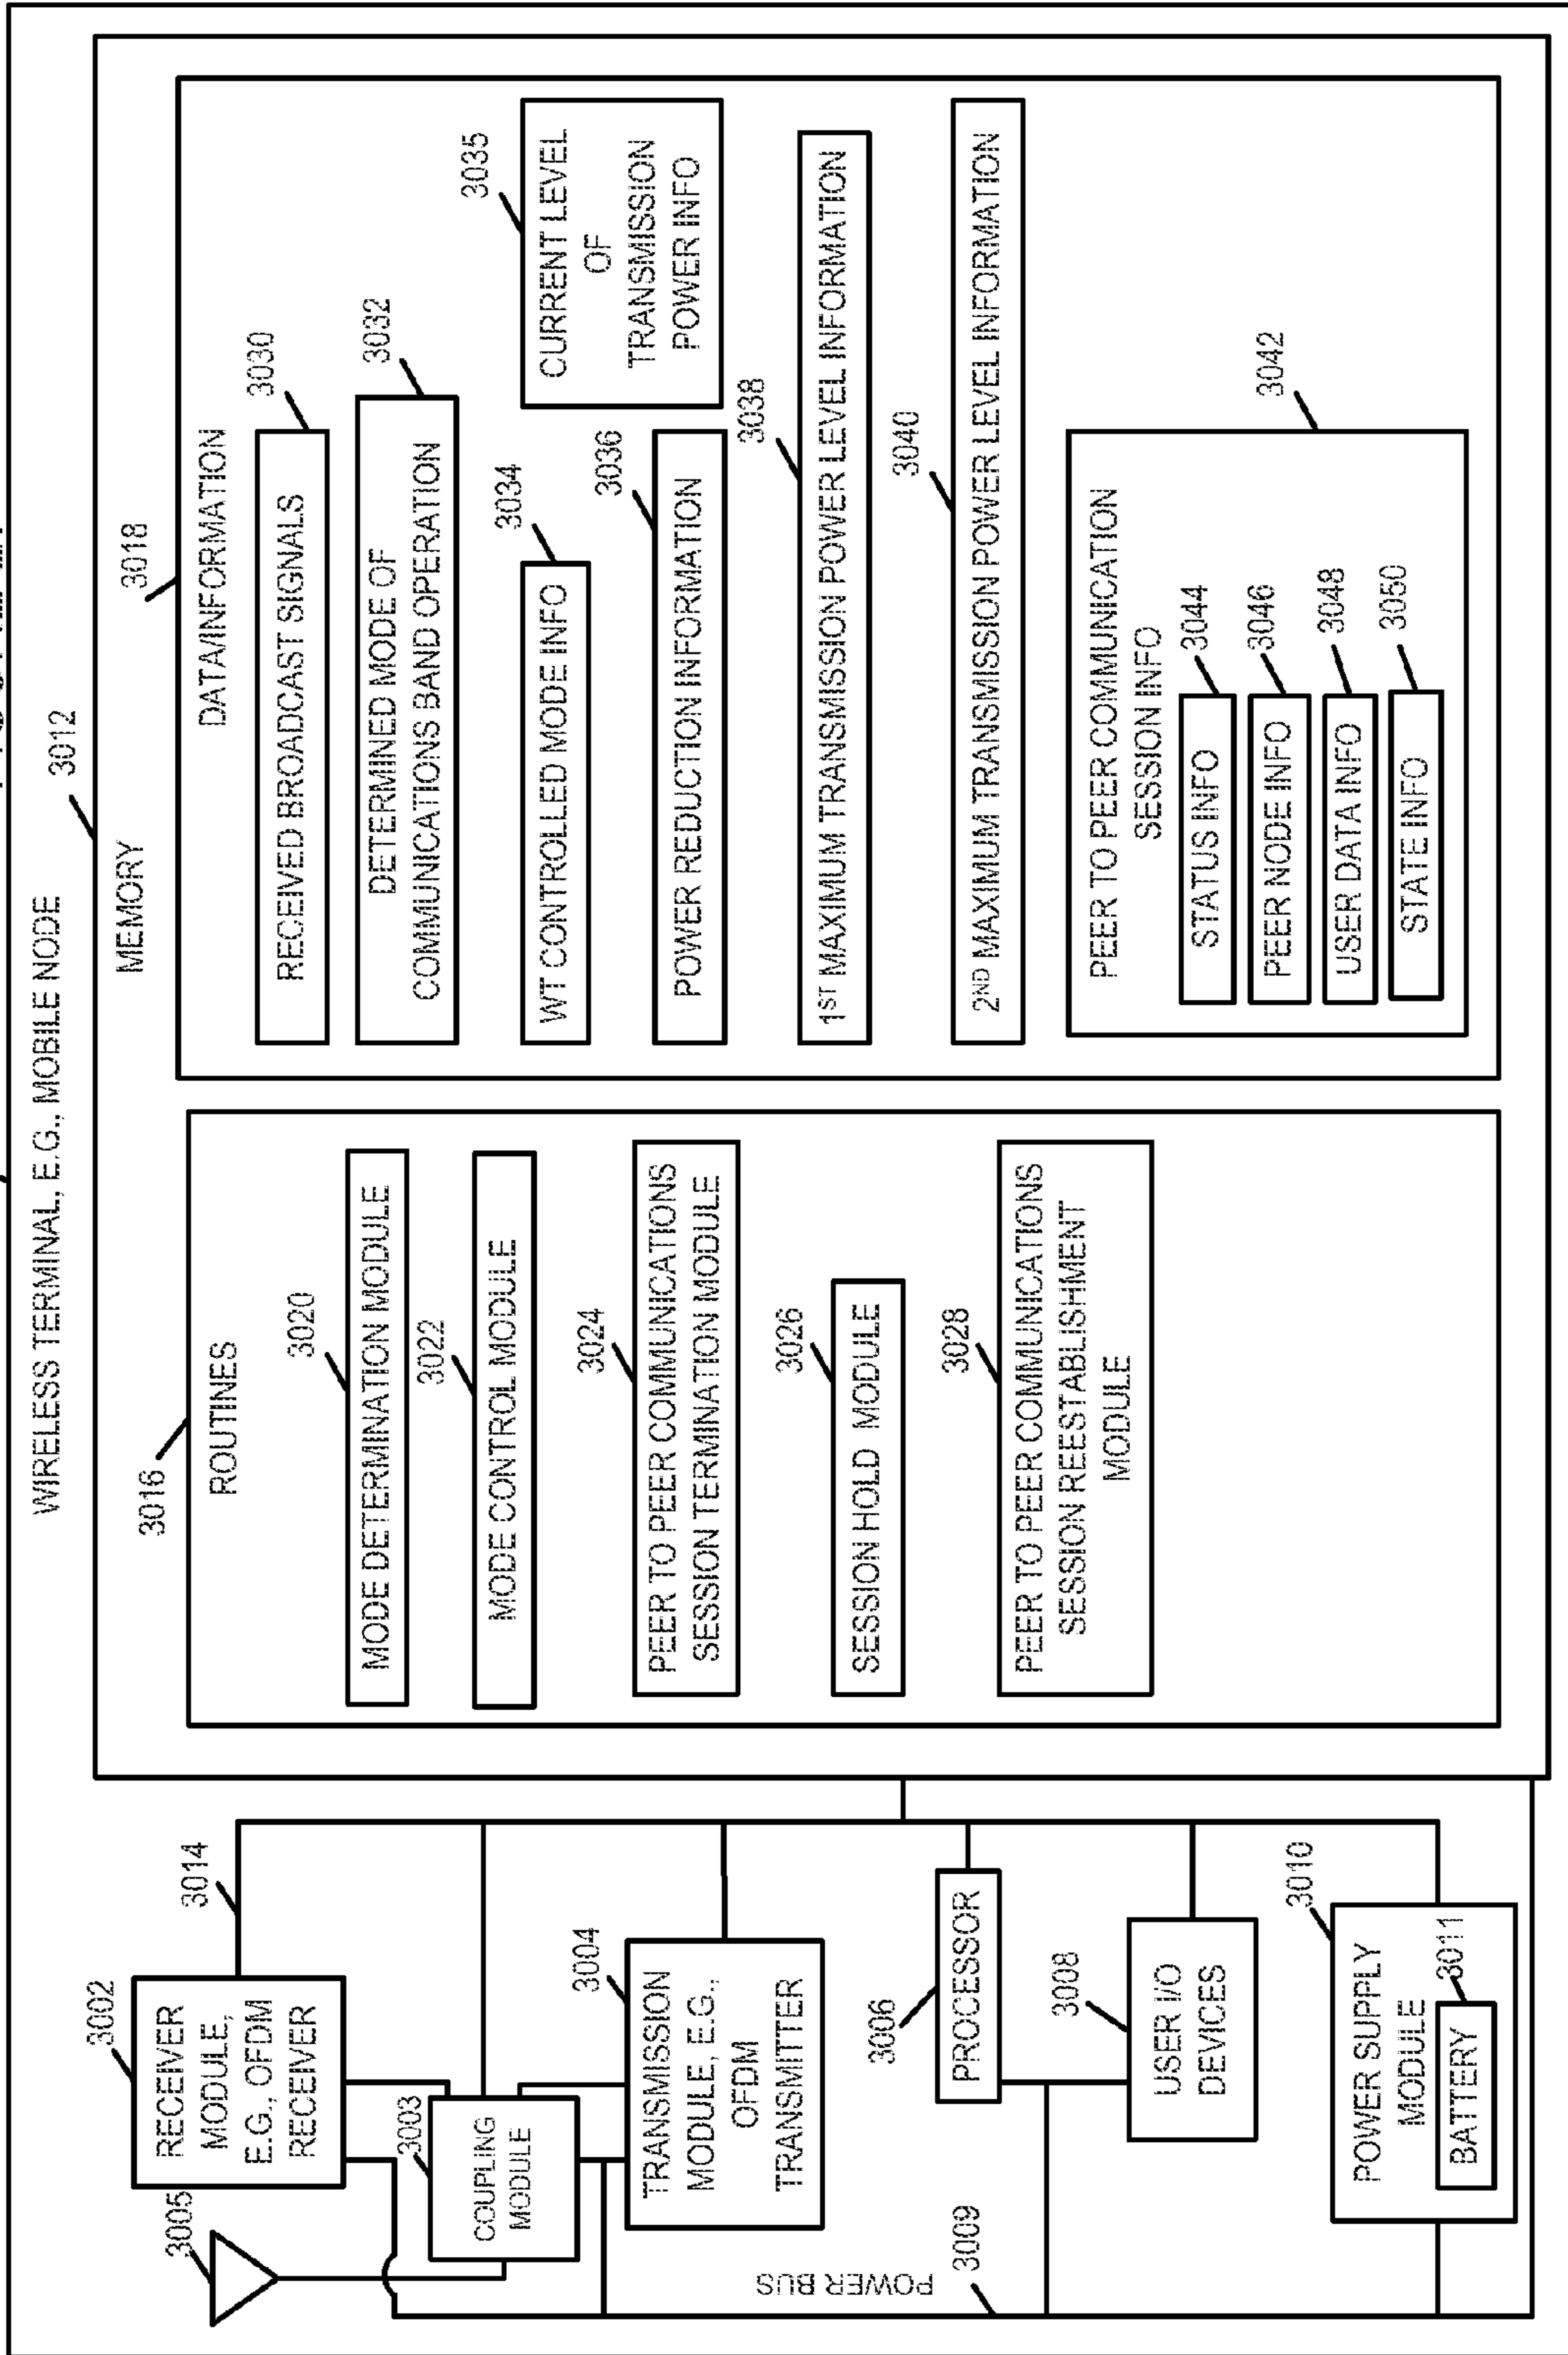 WIRELESS TERMINAL, E.G., MOBILE NODE
3002
RECEIVER
MODULE,
E.G., OFDM
RECEIVER
3014
3005
3003
COUPLING
MODULE
3004
TRANSMISSION
MODULE, E.G.,
OFDM
TRANSMITTER
3006
PROCESSOR
3008
USER I/O
DEVICES
3009
POWER BUS
3010
POWER SUPPLY
MODULE
3011
BATTERY
3012
MEMORY
3016
ROUTINES
3020
MODE DETERMINATION MODULE
3022
MODE CONTROL MODULE
3024
PEER TO PEER COMMUNICATIONS
SESSION TERMINATION MODULE
3026
SESSION HOLD MODULE
3028
PEER TO PEER COMMUNICATIONS
SESSION REESTABLISHMENT
MODULE
3018
DATA/INFORMATION
3030
RECEIVED BROADCAST SIGNALS
3032
DETERMINED MODE OF
COMMUNICATIONS BAND OPERATION
3034
WT CONTROLLED MODE INFO
3035
CURRENT LEVEL
OF
TRANSMISSION
POWER INFO
3036
POWER REDUCTION INFORMATION
3038
1ST MAXIMUM TRANSMISSION POWER LEVEL INFORMATION
3040
2ND MAXIMUM TRANSMISSION POWER LEVEL INFORMATION
3042
PEER TO PEER COMMUNICATION
SESSION INFO
3044
STATUS INFO
3046
PEER NODE INFO
3048
USER DATA INFO
3050
STATE INFO